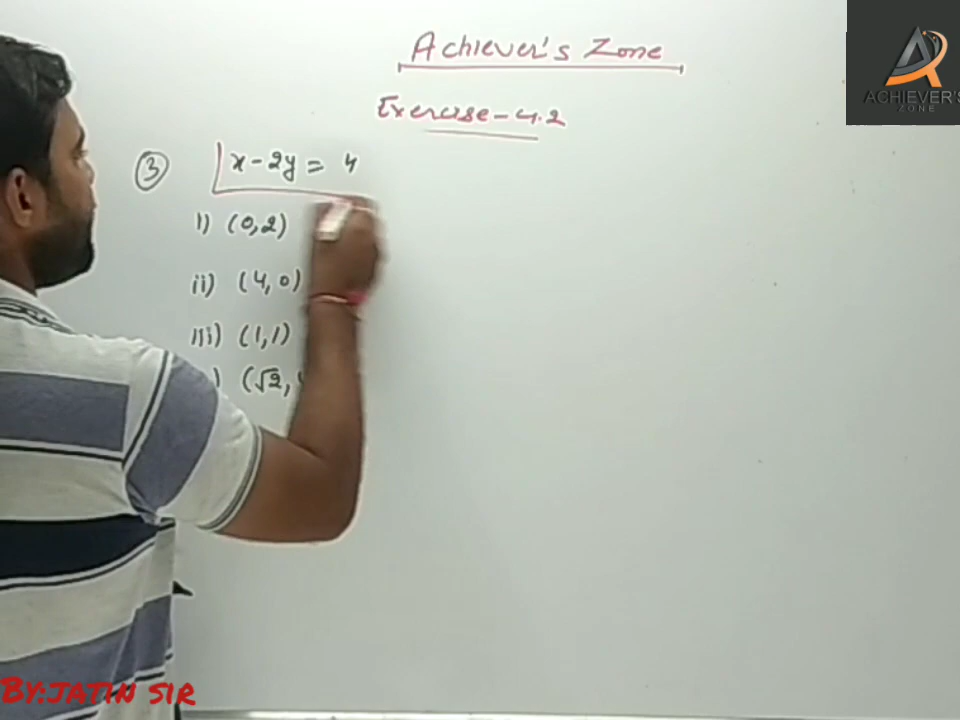 Achiever's Zone
ACHIEVER'S
ZONE
Exercise-4.2
③ x-2y = 4
i) (0,2)
ii) (4,0)
iii) (1,1)
) (√2,
By:JATIN SIR